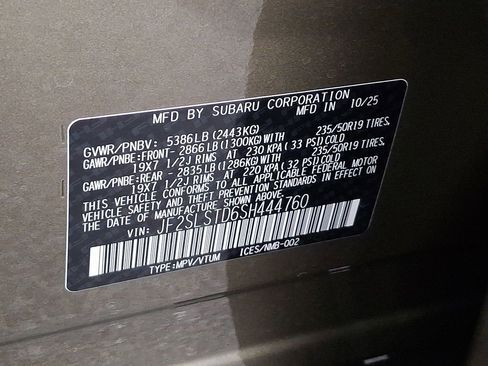 MFD BY SUBARU CORPORATION
MFD IN 10/25
GVWR/PNBV: 5386LB(2443KG)
GAWR/PNBE:FRONT- 2866LB(1300KG)WITH 235/50R19 TIRES.
19X7 1/2J RIMS AT 230 KPA(33 PSI)COLD
GAWR/PNBE:REAR - 2835LB(1286KG)WITH 235/50R19 TIRES.
19X7 1/2J RIMS AT 220 KPA(32 PSI)COLD
THIS VEHICLE CONFORMS TO ALL APPLICABLE FEDERAL MOTOR
VEHICLE SAFETY AND THEFT PREVENTION STANDARDS IN EFFECT ON
THE DATE OF MANUFACTURE SHOWN ABOVE.
VIN: JF2SLSTD6SH444760
TYPE:MPV/VTUM ICES/NMB-002